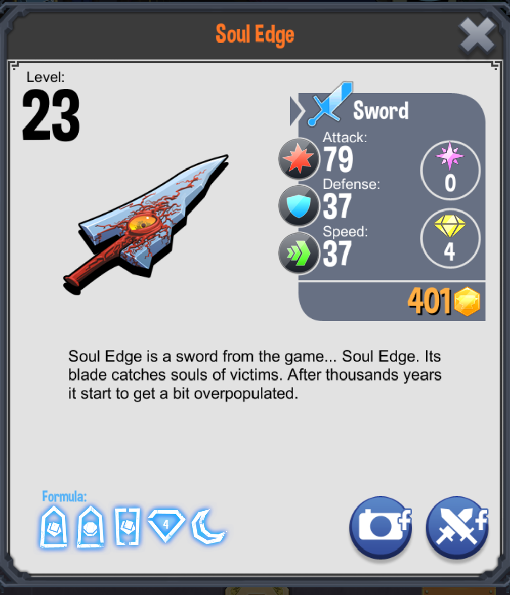 Soul Edge
Level:
23
Sword
Attack:
79
0
Defense:
37
Speed:
37
4
401
Soul Edge is a sword from the game... Soul Edge. Its
blade catches souls of victims. After thousands years
it start to get a bit overpopulated.
Formula:
4
f
f